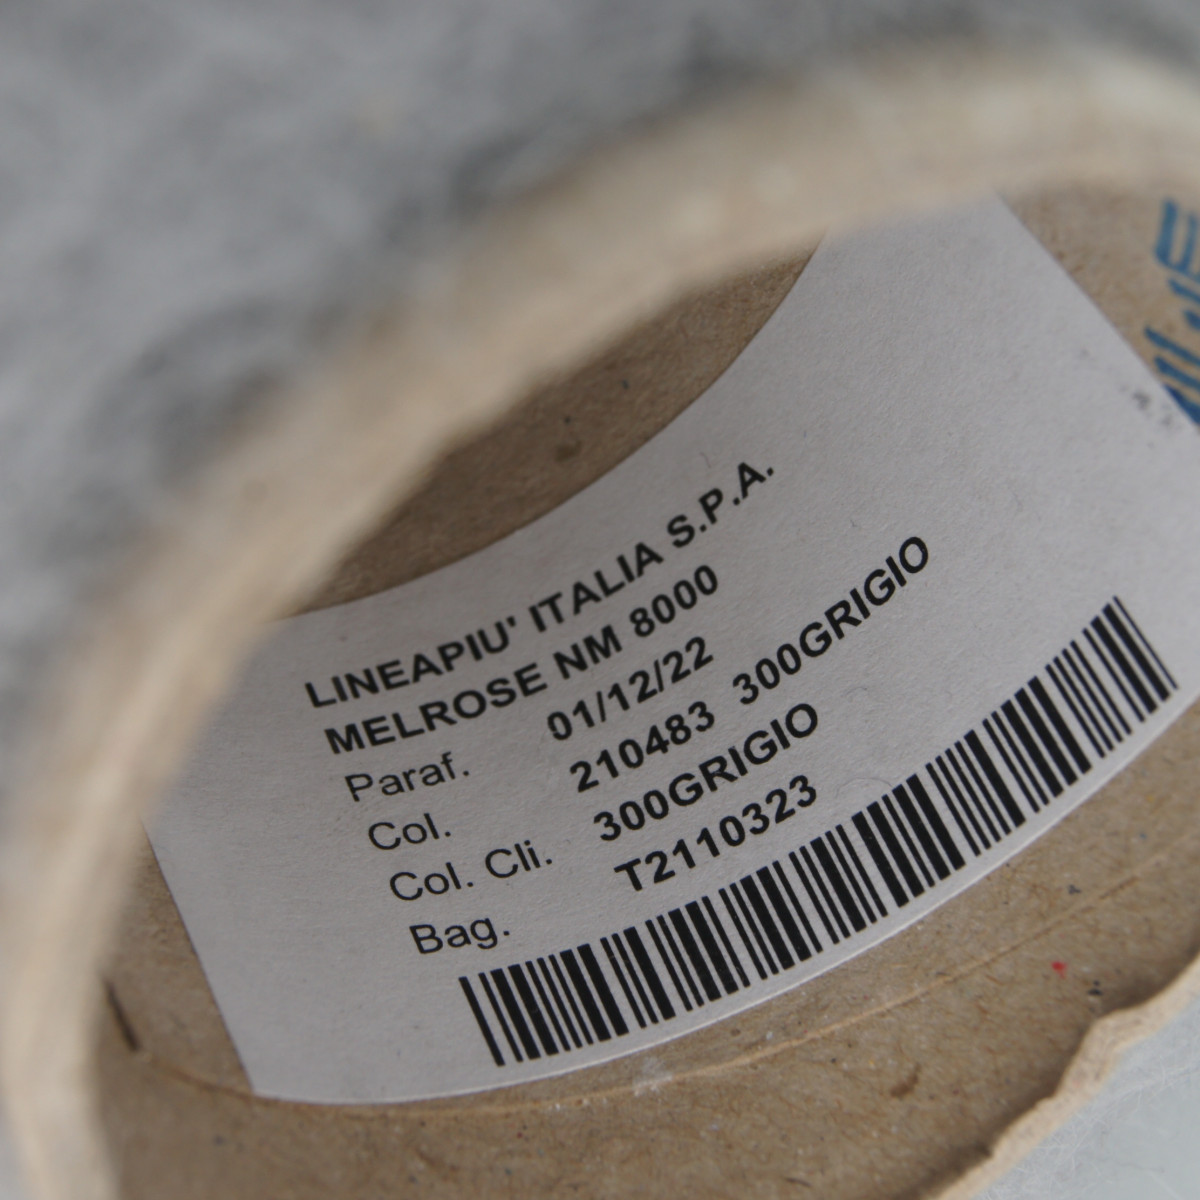 LINEAPIU' ITALIA S.P.A.
MELROSE NM 8000
Paraf. 01/12/22
Col. 210483 300GRIGIO
Col. Cli. 300GRIGIO
Bag. T2110323